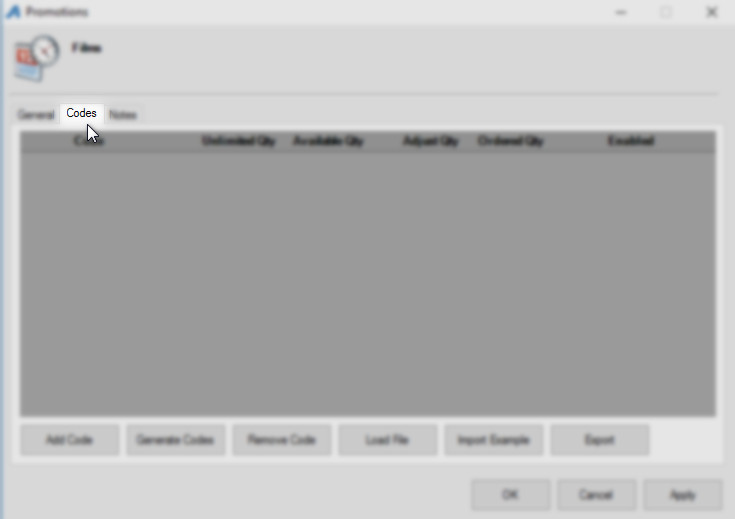 Promotions
Films
General Codes Notes
Code Unlimited Qty Available Qty Adjust Qty Ordered Qty Enabled
Add Code Generate Codes Remove Code Load File Import Example Export
OK Cancel Apply